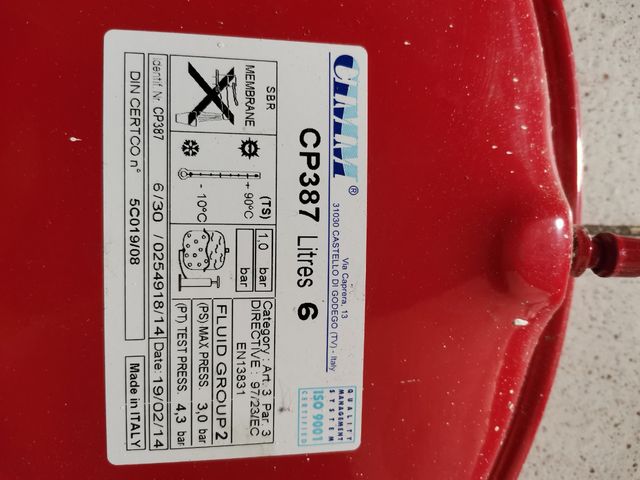 CIMM®
Via Caprera, 13
31030 CASTELLO DI GODEGO (TV) - Italy
QUALITY
MANAGEMENT
SYSTEM
ISO 9001
CERTIFIED
CP387 Litres 6
SBR
MEMBRANE
(TS)
+ 90°C
- 10°C
1,0 bar
bar
Category : Art.3 Par.3
DIRECTIVE : 97/23/EC
EN13831
FLUID GROUP 2
(PS) MAX PRESS. 3,0 bar
(PT) TEST PRESS. 4,3 bar
identif.N° CP387 6/30 / 0254918/14 Date: 19/02/14
DIN CERTCO n° 5C019/08
Made in ITALY